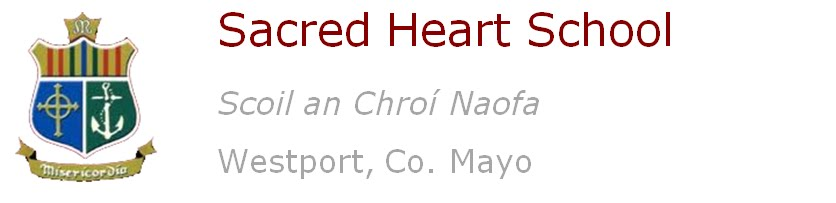 Sacred Heart School
Scoil an Chroí Naofa
Westport, Co. Mayo
M
Misericordia